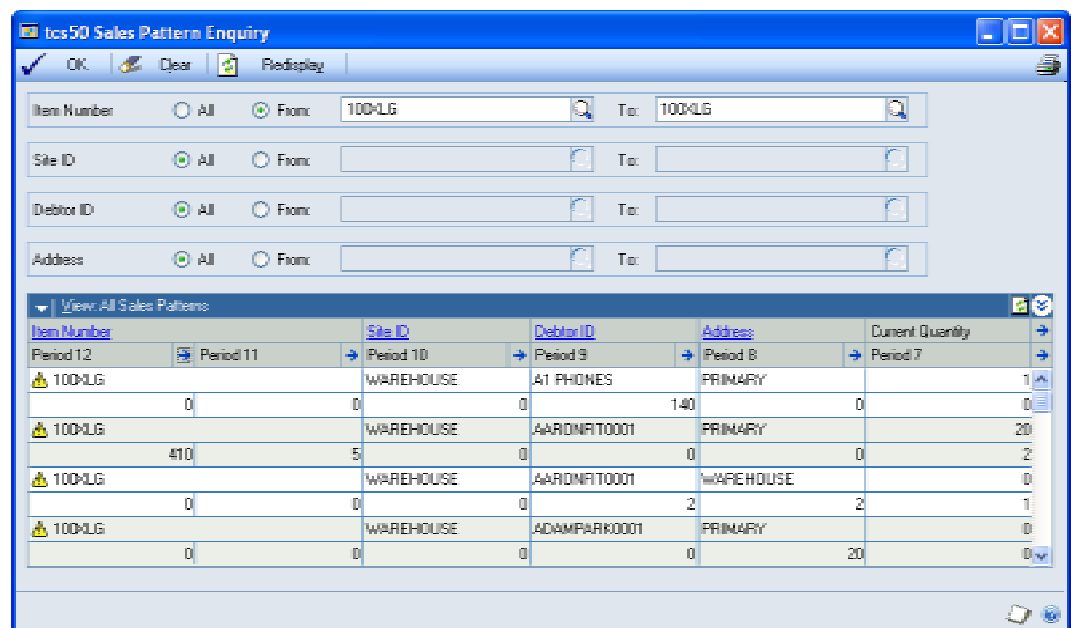 tcs50 Sales Pattern Enquiry
OK Clear Redisplay
Item Number All From: 100XLG To: 100XLG
Site ID All From: To:
Debtor ID All From: To:
Address All From: To:
View: All Sales Patterns
Item Number Site ID Debtor ID Address Current Quantity
Period 12 Period 11 Period 10 Period 9 Period 8 Period 7
100XLG WAREHOUSE A1 PHONES PRIMARY 1
0 0 0 140 0 0
100XLG WAREHOUSE AARONFIT0001 PRIMARY 20
410 5 0 0 0 2
100XLG WAREHOUSE AARONFIT0001 WAREHOUSE 0
0 0 0 2 2 1
100XLG WAREHOUSE ADAMPARK0001 PRIMARY 0
0 0 0 0 20 0